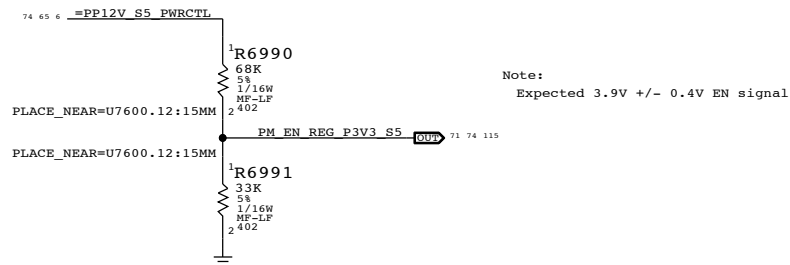 74 65 6 =PP12V_S5_PWRCTL
1
R6990
68K
5%
1/16W
MF-LF
402
2
PLACE_NEAR=U7600.12:15MM
Note:
Expected 3.9V +/- 0.4V EN signal
PM_EN_REG_P3V3_S5 OUT 71 74 115
PLACE_NEAR=U7600.12:15MM
1
R6991
33K
5%
1/16W
MF-LF
402
2